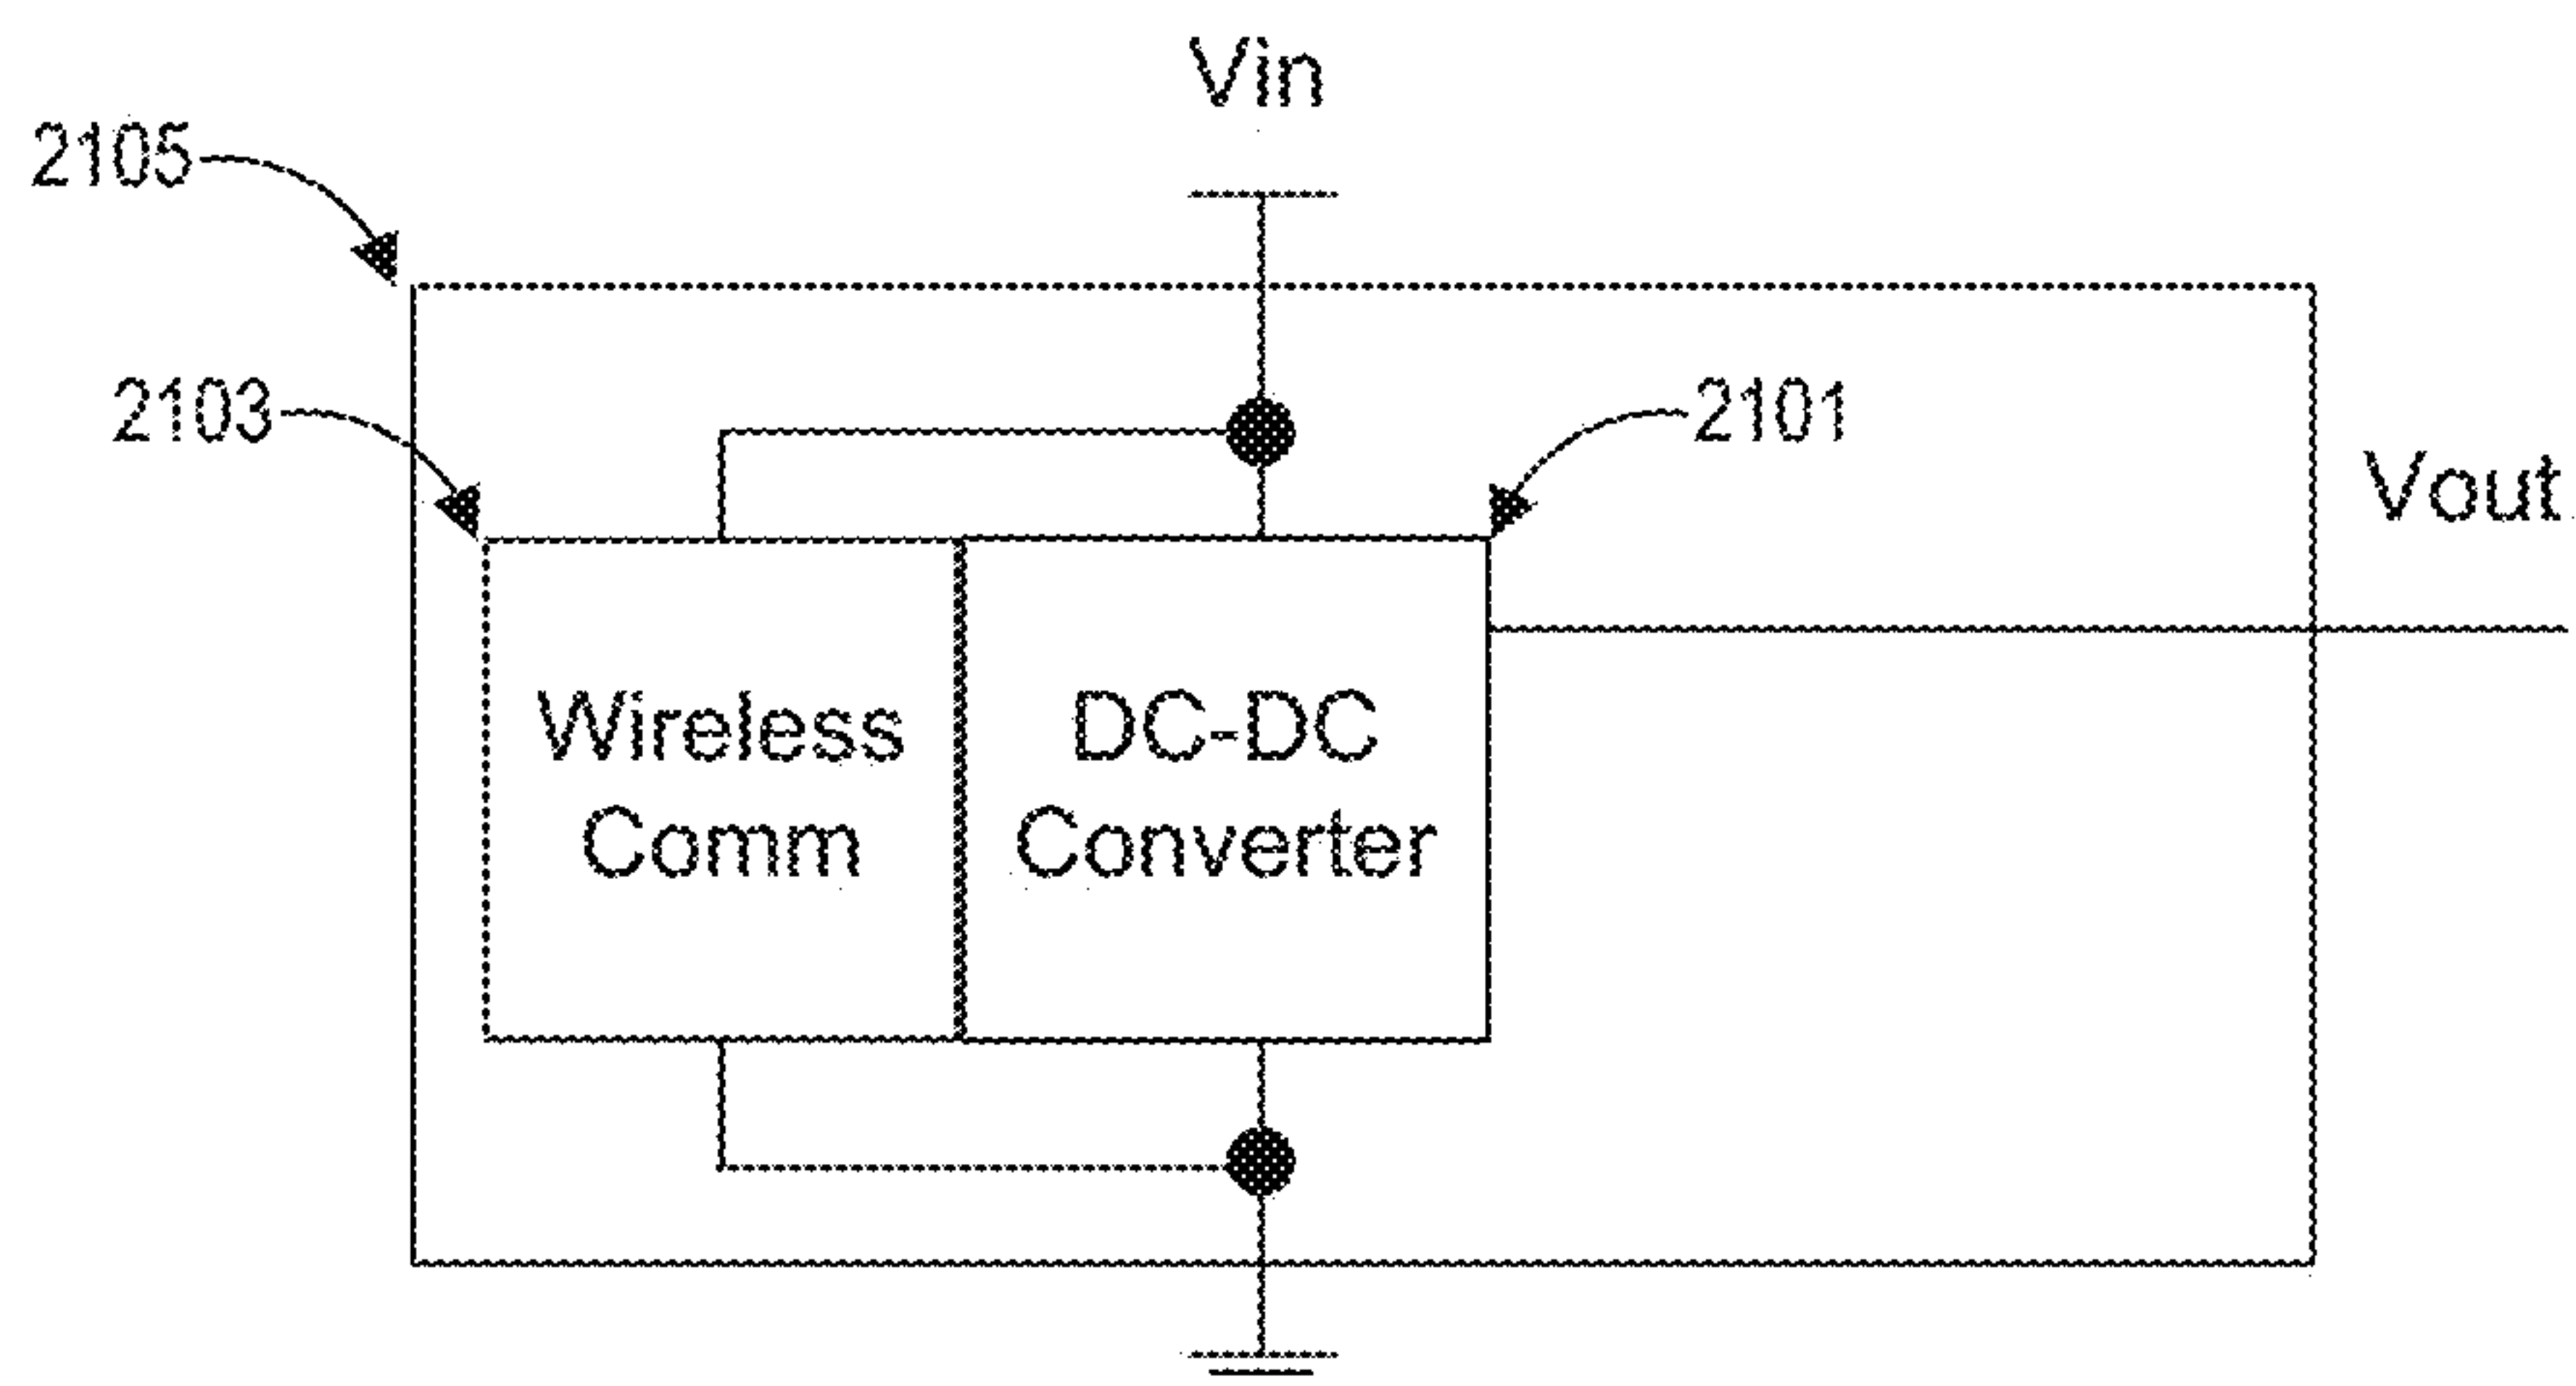 Vin
2105
2103
2101
Vout
Wireless
Comm
DC-DC
Converter